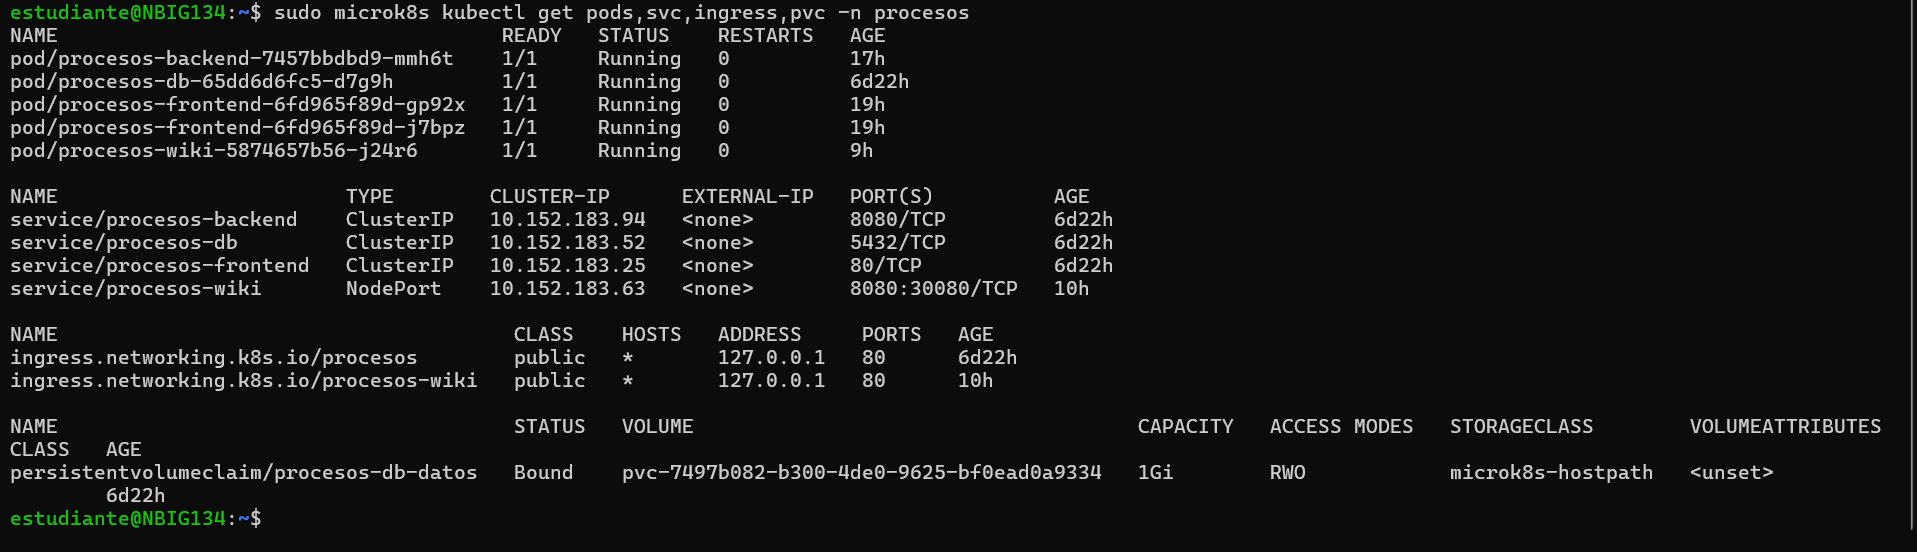 estudiante@NBIG134:~$ sudo microk8s kubectl get pods,svc,ingress,pvc -n procesos
NAME                                     READY   STATUS    RESTARTS   AGE
pod/procesos-backend-7457bbdbd9-mmh6t    1/1     Running   0          17h
pod/procesos-db-65dd6d6fc5-d7g9h         1/1     Running   0          6d22h
pod/procesos-frontend-6fd965f89d-gp92x   1/1     Running   0          19h
pod/procesos-frontend-6fd965f89d-j7bpz   1/1     Running   0          19h
pod/procesos-wiki-5874657b56-j24r6       1/1     Running   0          9h

NAME                        TYPE        CLUSTER-IP      EXTERNAL-IP   PORT(S)          AGE
service/procesos-backend    ClusterIP   10.152.183.94   <none>        8080/TCP         6d22h
service/procesos-db         ClusterIP   10.152.183.52   <none>        5432/TCP         6d22h
service/procesos-frontend   ClusterIP   10.152.183.25   <none>        80/TCP           6d22h
service/procesos-wiki       NodePort    10.152.183.63   <none>        8080:30080/TCP   10h

NAME                                      CLASS    HOSTS   ADDRESS     PORTS   AGE
ingress.networking.k8s.io/procesos        public   *       127.0.0.1   80      6d22h
ingress.networking.k8s.io/procesos-wiki   public   *       127.0.0.1   80      10h

NAME                                      STATUS   VOLUME                                     CAPACITY   ACCESS MODES   STORAGECLASS        VOLUMEATTRIBUTES
CLASS   AGE
persistentvolumeclaim/procesos-db-datos   Bound    pvc-7497b082-b300-4de0-9625-bf0ead0a9334   1Gi        RWO            microk8s-hostpath   <unset>
        6d22h
estudiante@NBIG134:~$